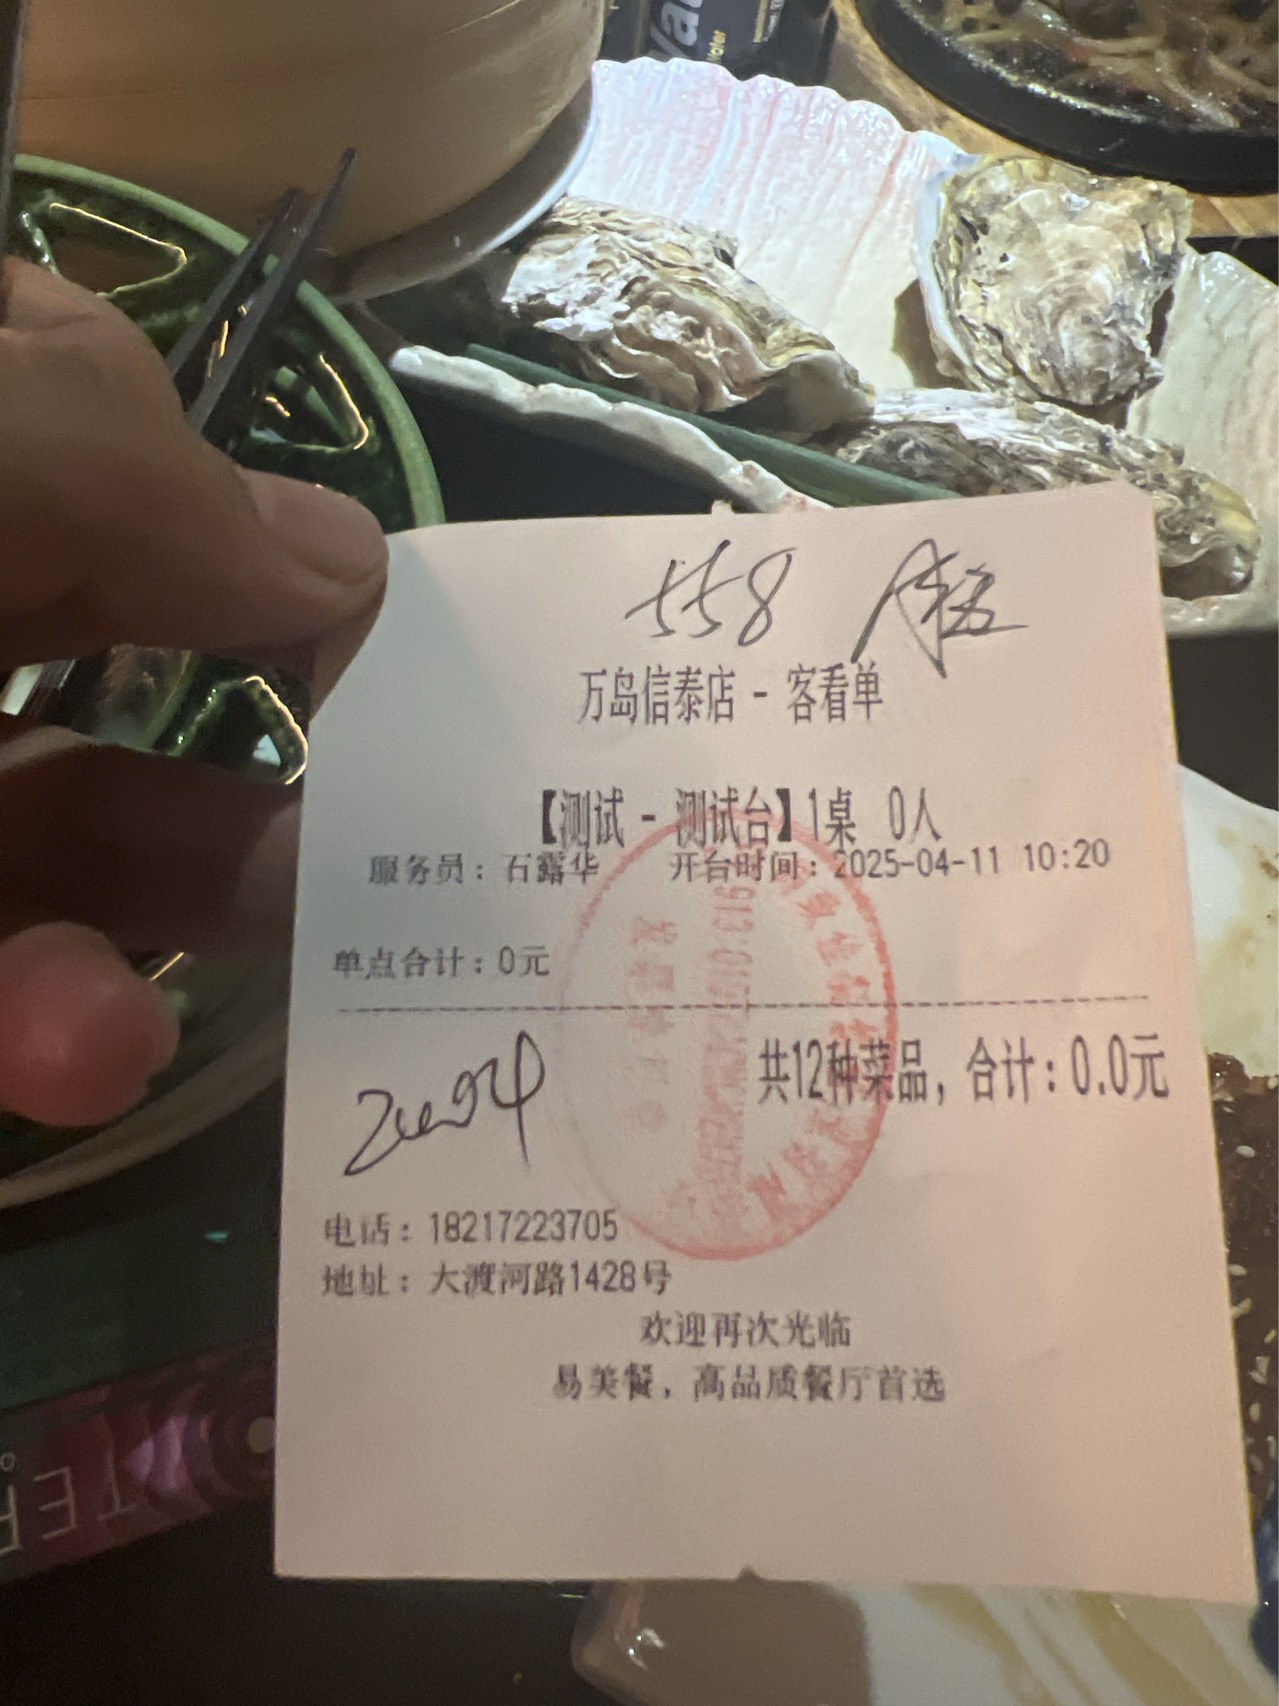 Wat
ter
558
万岛信泰店 - 客看单
【测试 - 测试台】1桌 0人
服务员：石露华 开台时间：2025-04-11 10:20
单点合计：0元
共12种菜品，合计：0.0元
电话：18217223705
地址：大渡河路1428号
欢迎再次光临
易美餐，高品质餐厅首选
TER